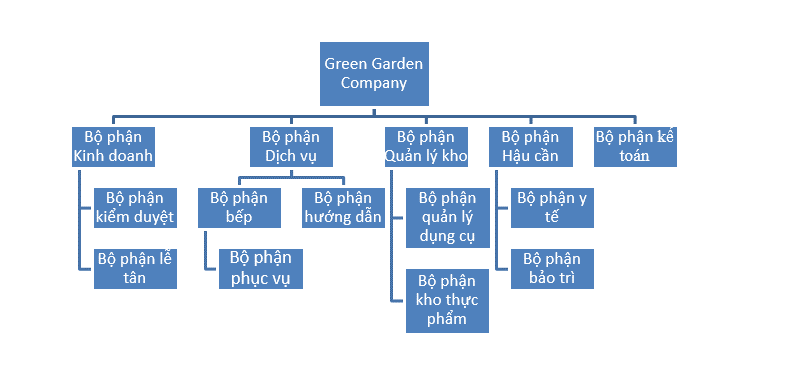 Green Garden
Company
Bộ phận
Kinh doanh
Bộ phận
Dịch vụ
Bộ phận
Quản lý kho
Bộ phận
Hậu cần
Bộ phận kế
toán
Bộ phận
kiểm duyệt
Bộ phận lễ
tân
Bộ phận
bếp
Bộ phận
hướng dẫn
Bộ phận
phục vụ
Bộ phận
quản lý
dụng cụ
Bộ phận
kho thực
phẩm
Bộ phận y
tế
Bộ phận
bảo trì